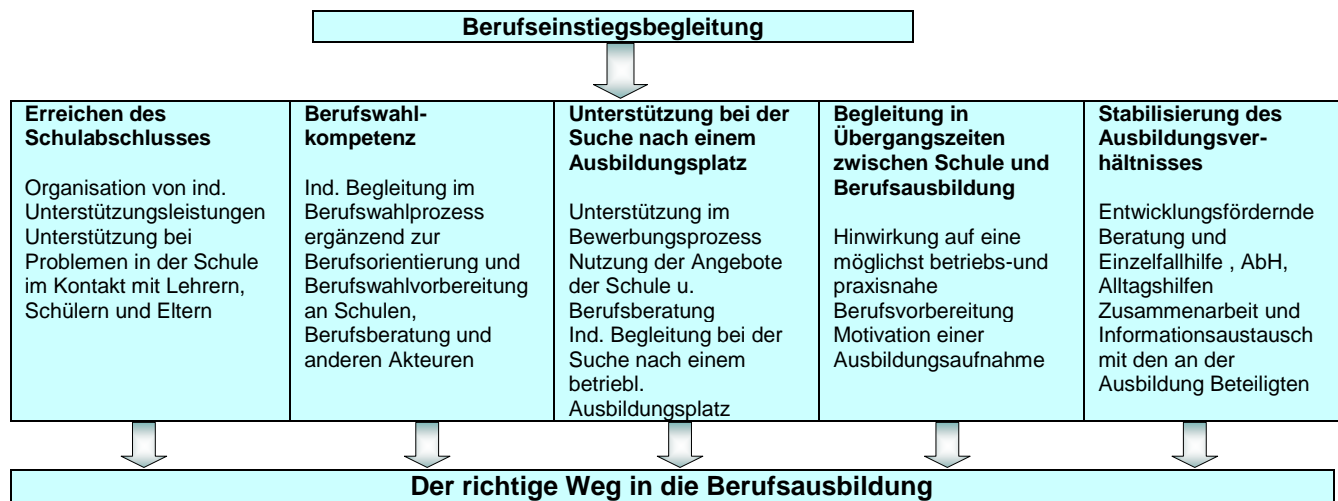 Berufseinstiegsbegleitung
Erreichen des
Schulabschlusses
Organisation von ind.
Unterstützungsleistungen
Unterstützung bei
Problemen in der Schule
im Kontakt mit Lehrern,
Schülern und Eltern
Berufswahl-
kompetenz
Ind. Begleitung im
Berufswahlprozess
ergänzend zur
Berufsorientierung und
Berufswahlvorbereitung
an Schulen,
Berufsberatung und
anderen Akteuren
Unterstützung bei der
Suche nach einem
Ausbildungsplatz
Unterstützung im
Bewerbungsprozess
Nutzung der Angebote
der Schule u.
Berufsberatung
Ind. Begleitung bei der
Suche nach einem
betriebl.
Ausbildungsplatz
Begleitung in
Übergangszeiten
zwischen Schule und
Berufsausbildung
Hinwirkung auf eine
möglichst betriebs-und
praxisnahe
Berufsvorbereitung
Motivation einer
Ausbildungsaufnahme
Stabilisierung des
Ausbildungsver-
hältnisses
Entwicklungsfördernde
Beratung und
Einzelfallhilfe , AbH,
Alltagshilfen
Zusammenarbeit und
Informationsaustausch
mit den an der
Ausbildung Beteiligten
Der richtige Weg in die Berufsausbildung